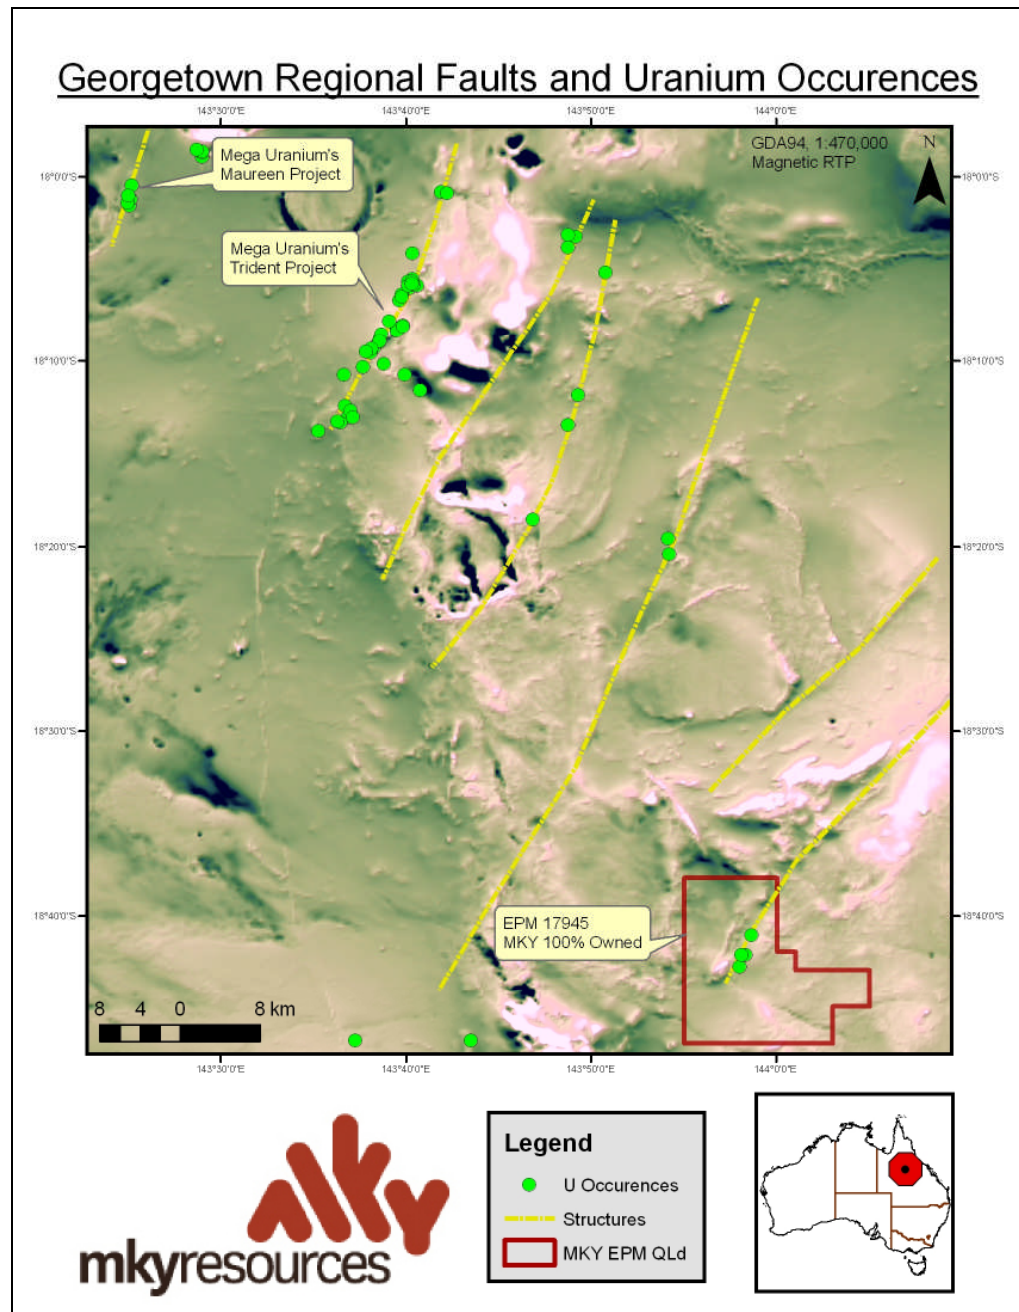 Georgetown Regional Faults and Uranium Occurences
143°30'0"E
143°40'0"E
143°50'0"E
144°0'0"E
GDA94, 1:470,000
Magnetic RTP
N
Mega Uranium's
Maureen Project
Mega Uranium's
Trident Project
18°0'0"S
18°0'0"S
18°10'0"S
18°10'0"S
18°20'0"S
18°20'0"S
18°30'0"S
18°30'0"S
18°40'0"S
18°40'0"S
EPM 17945
MKY 100% Owned
8 4 0 8 km
143°30'0"E
143°40'0"E
143°50'0"E
144°0'0"E
mky
mkyresources
Legend
U Occurences
Structures
MKY EPM QLd